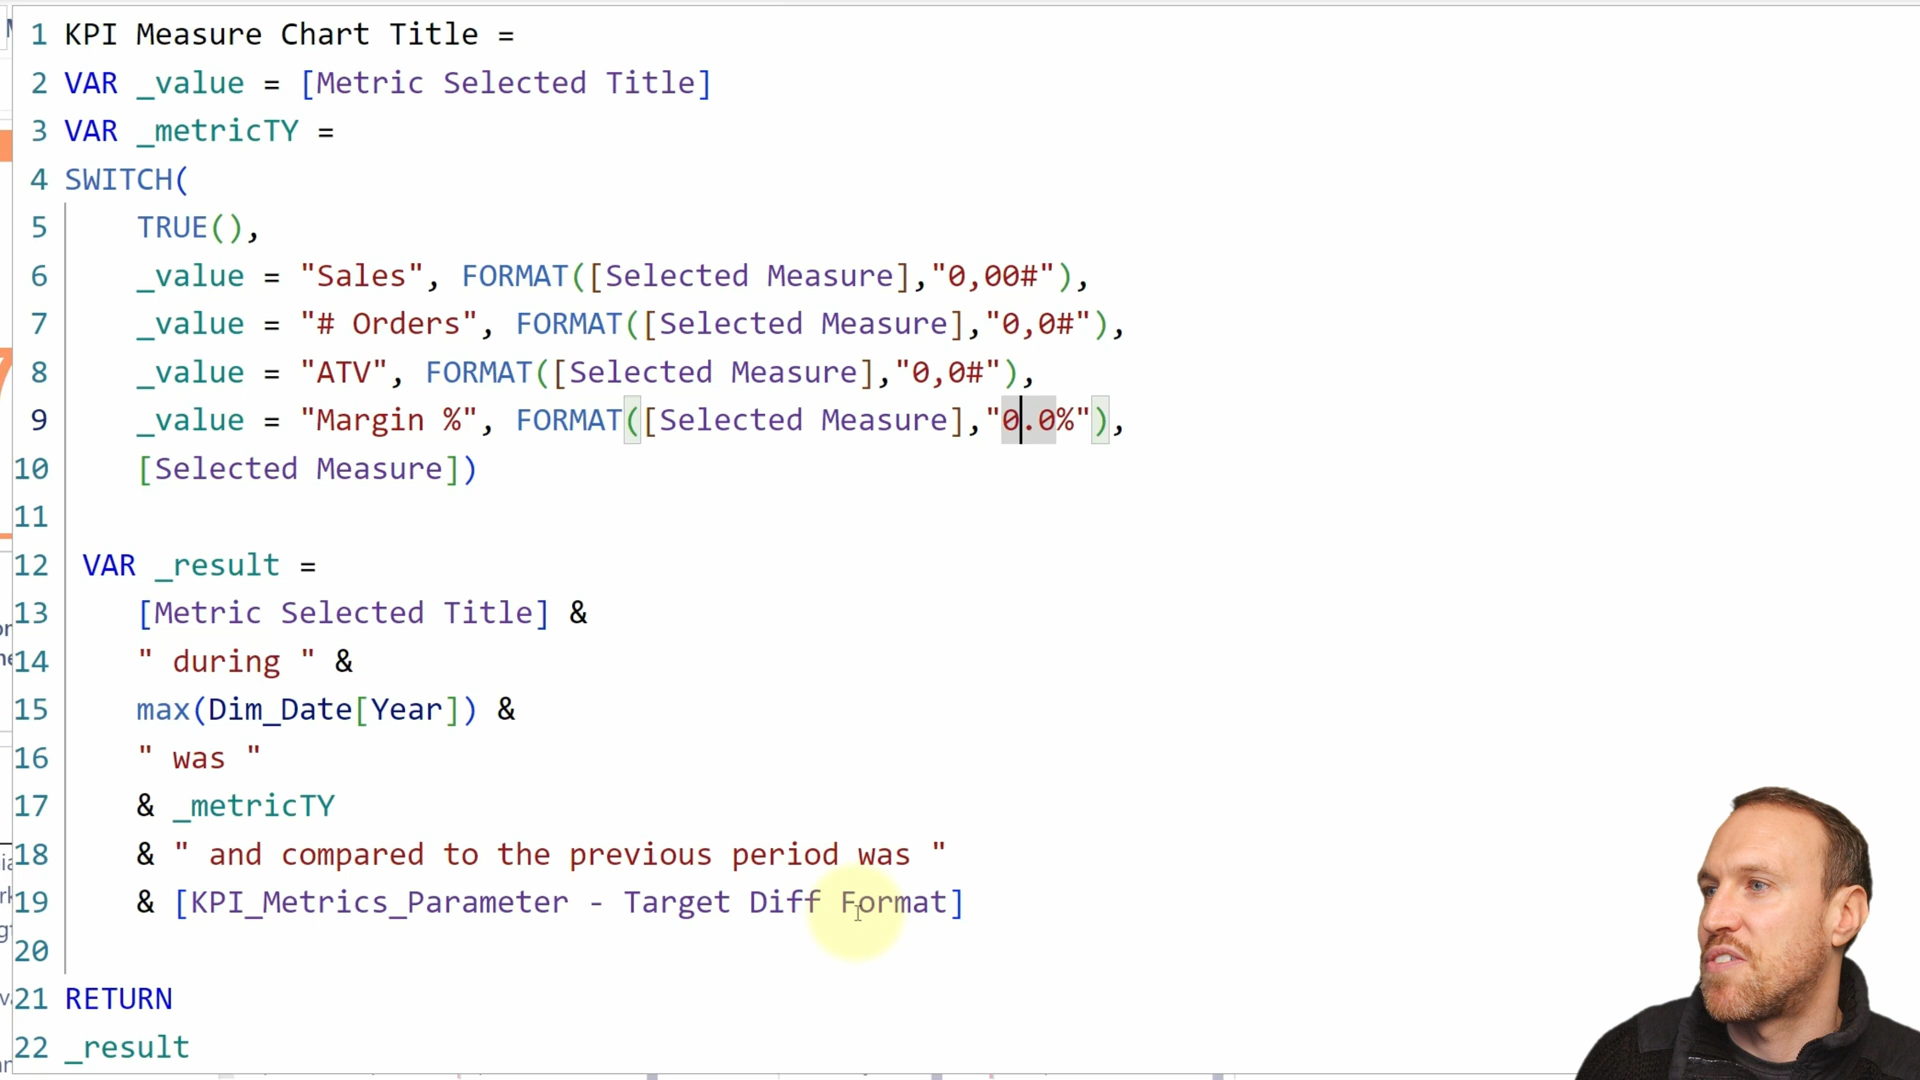 1 KPI Measure Chart Title =
2 VAR _value = [Metric Selected Title]
3 VAR _metricTY =
4 SWITCH(
5 TRUE(),
6 _value = "Sales", FORMAT([Selected Measure],"0,00#"),
7 _value = "# Orders", FORMAT([Selected Measure],"0,0#"),
8 _value = "ATV", FORMAT([Selected Measure],"0,0#"),
9 _value = "Margin %", FORMAT([Selected Measure],"0.0%"),
10 [Selected Measure])
11
12 VAR _result =
13 [Metric Selected Title] &
14 " during " &
15 max(Dim_Date[Year]) &
16 " was "
17 & _metricTY
18 & " and compared to the previous period was "
19 & [KPI_Metrics_Parameter - Target Diff Format]
20
21 RETURN
22 _result